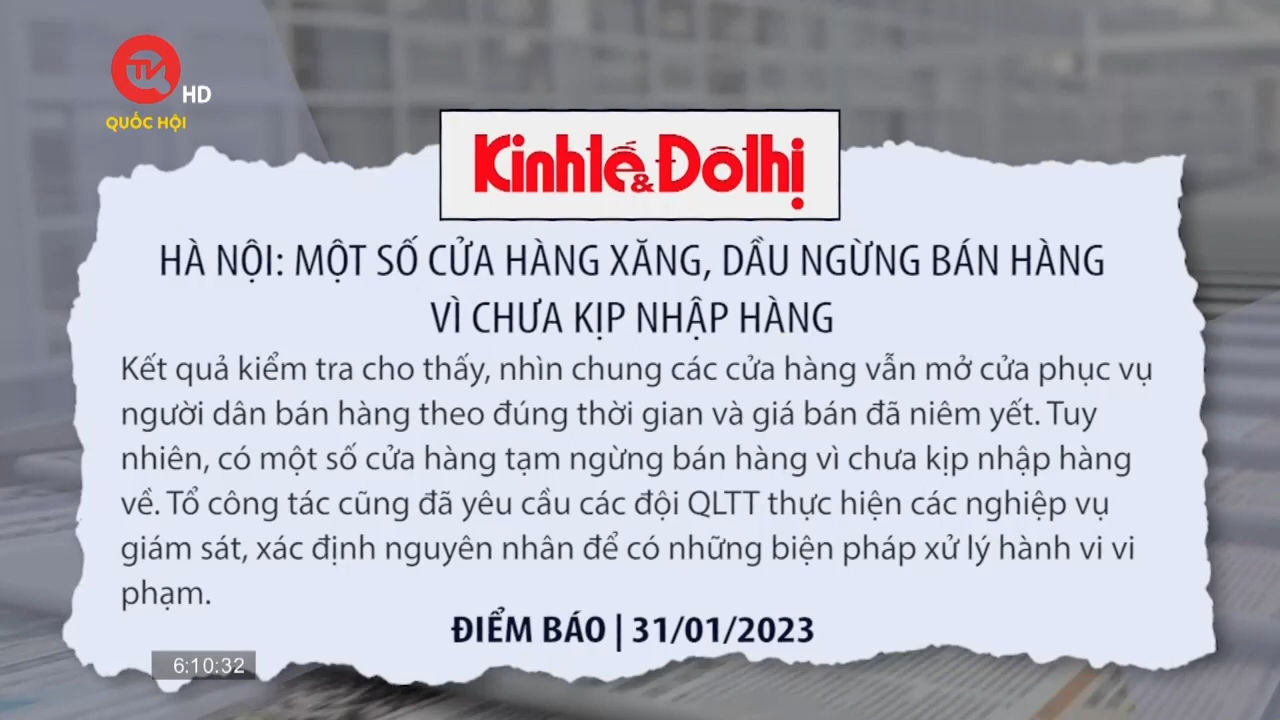 HD
QUỐC HỘI
Kinh tế & Đô thị
HÀ NỘI: MỘT SỐ CỬA HÀNG XĂNG, DẦU NGỪNG BÁN HÀNG
VÌ CHƯA KỊP NHẬP HÀNG
Kết quả kiểm tra cho thấy, nhìn chung các cửa hàng vẫn mở cửa phục vụ
người dân bán hàng theo đúng thời gian và giá bán đã niêm yết. Tuy
nhiên, có một số cửa hàng tạm ngừng bán hàng vì chưa kịp nhập hàng
về. Tổ công tác cũng đã yêu cầu các đội QLTT thực hiện các nghiệp vụ
giám sát, xác định nguyên nhân để có những biện pháp xử lý hành vi vi
phạm.
ĐIỂM BÁO | 31/01/2023
6:10:32